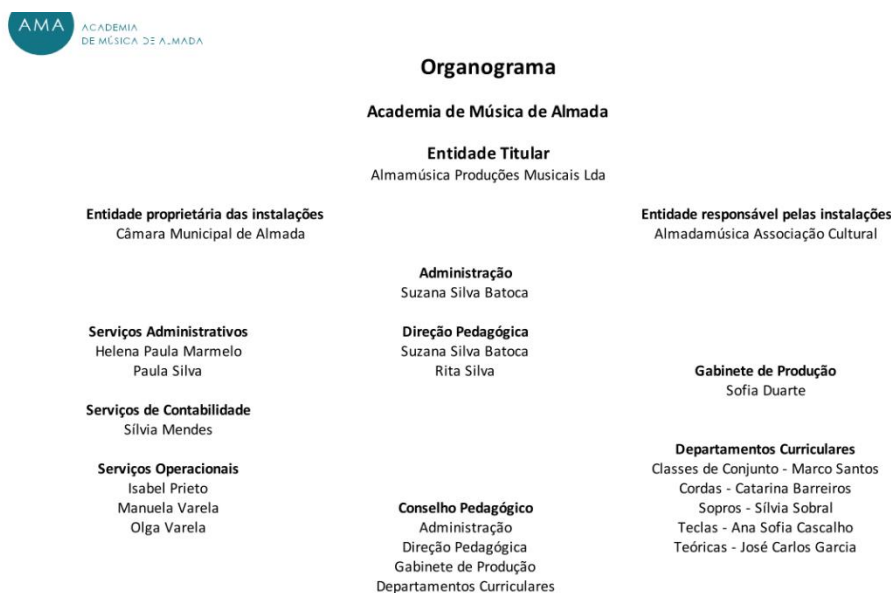 AMA
ACADEMIA
DE MÚSICA DE ALMADA
Organograma
Academia de Música de Almada
Entidade Titular
Almamúsica Produções Musicais Lda
Entidade proprietária das instalações
Câmara Municipal de Almada
Entidade responsável pelas instalações
Almadamúsica Associação Cultural
Administração
Suzana Silva Batoca
Serviços Administrativos
Helena Paula Marmelo
Paula Silva
Direção Pedagógica
Suzana Silva Batoca
Rita Silva
Gabinete de Produção
Sofia Duarte
Serviços de Contabilidade
Sílvia Mendes
Serviços Operacionais
Isabel Prieto
Manuela Varela
Olga Varela
Conselho Pedagógico
Administração
Direção Pedagógica
Gabinete de Produção
Departamentos Curriculares
Departamentos Curriculares
Classes de Conjunto - Marco Santos
Cordas - Catarina Barreiros
Sopros - Sílvia Sobral
Teclas - Ana Sofia Cascalho
Teóricas - José Carlos Garcia